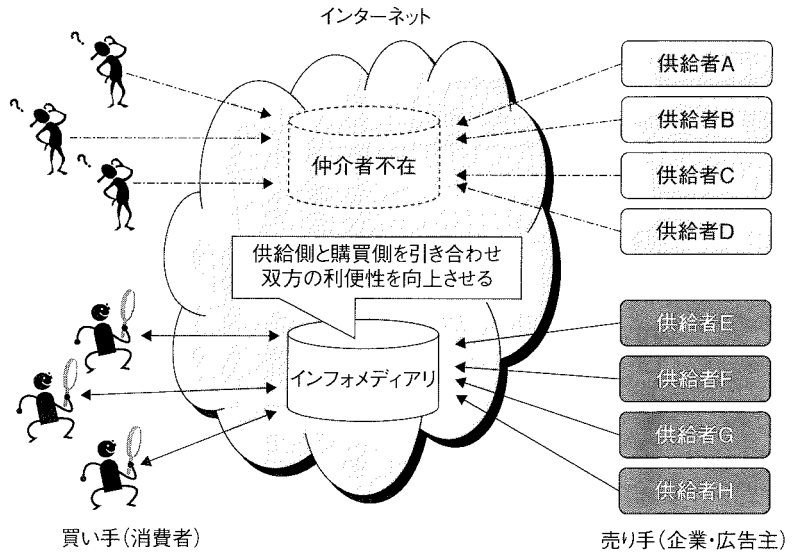 インターネット
?
?
?
仲介者不在
供給者A
供給者B
供給者C
供給者D
供給側と購買側を引き合わせ
双方の利便性を向上させる
インフォメディアリ
供給者E
供給者F
供給者G
供給者H
買い手(消費者)
売り手(企業・広告主)